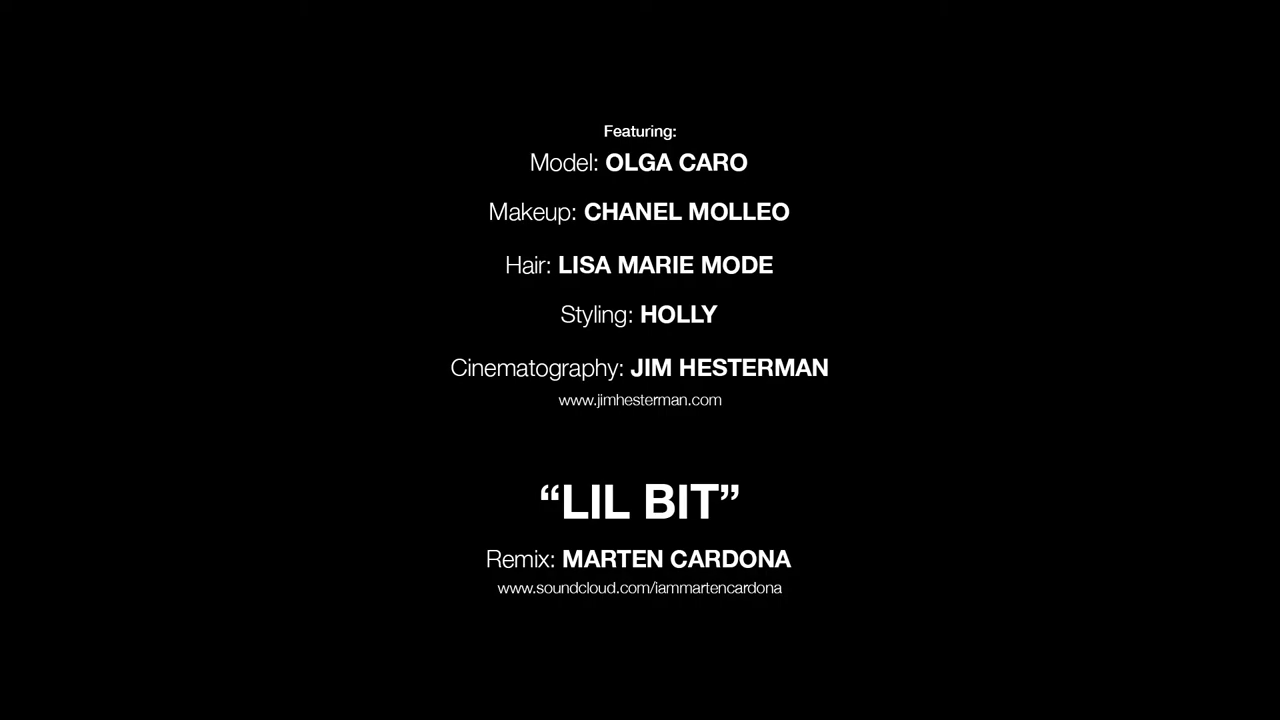 Featuring:
Model: OLGA CARO
Makeup: CHANEL MOLLEO
Hair: LISA MARIE MODE
Styling: HOLLY
Cinematography: JIM HESTERMAN
www.jimhesterman.com
“LIL BIT”
Remix: MARTEN CARDONA
www.soundcloud.com/iammartencardona